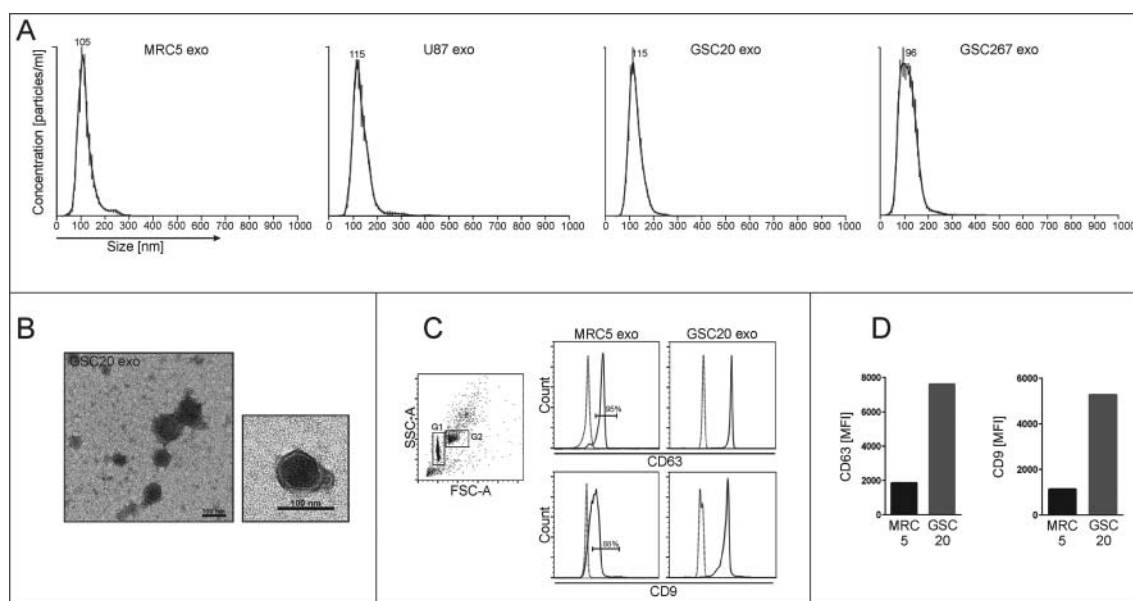 A
MRC5 exo
U87 exo
GSC20 exo
GSC267 exo
105
115
115
96
Concentration [particles/ml]
0 100 200 300 400 500 600 700 800 900 1000
0 100 200 300 400 500 600 700 800 900 1000
0 100 200 300 400 500 600 700 800 900 1000
0 100 200 300 400 500 600 700 800 900 1000
Size [nm]
B
GSC20 exo
100 nm
100 nm
C
MRC5 exo
GSC20 exo
SSC-A
G1
G2
FSC-A
Count
95%
CD63
Count
88%
CD9
D
CD63 [MFI]
8000
6000
4000
2000
0
MRC
5
GSC
20
CD9 [MFI]
6000
4000
2000
0
MRC
5
GSC
20